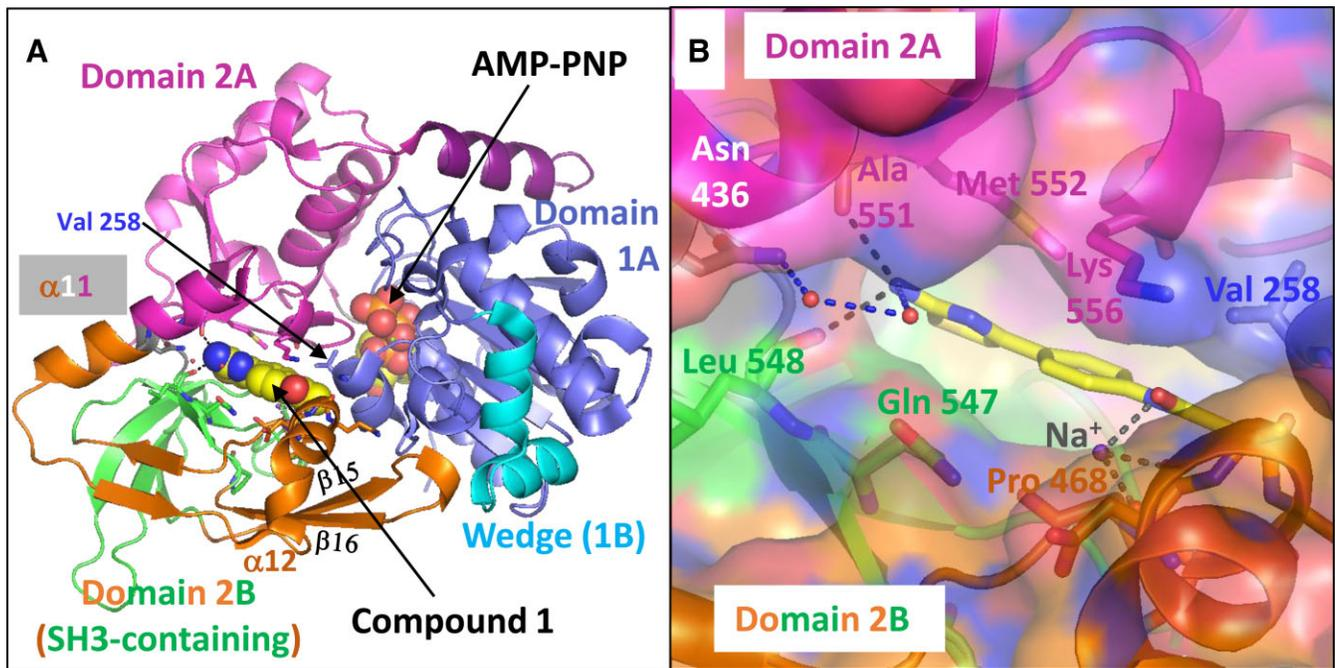 A
Domain 2A
AMP-PNP
Val 258
Domain
1A
α11
β15
β16
α12
Wedge (1B)
Domain 2B
(SH3-containing)
Compound 1
B
Domain 2A
Asn
436
Ala
551
Met 552
Lys
556
Val 258
Leu 548
Gln 547
Na⁺
Pro 468
Domain 2B